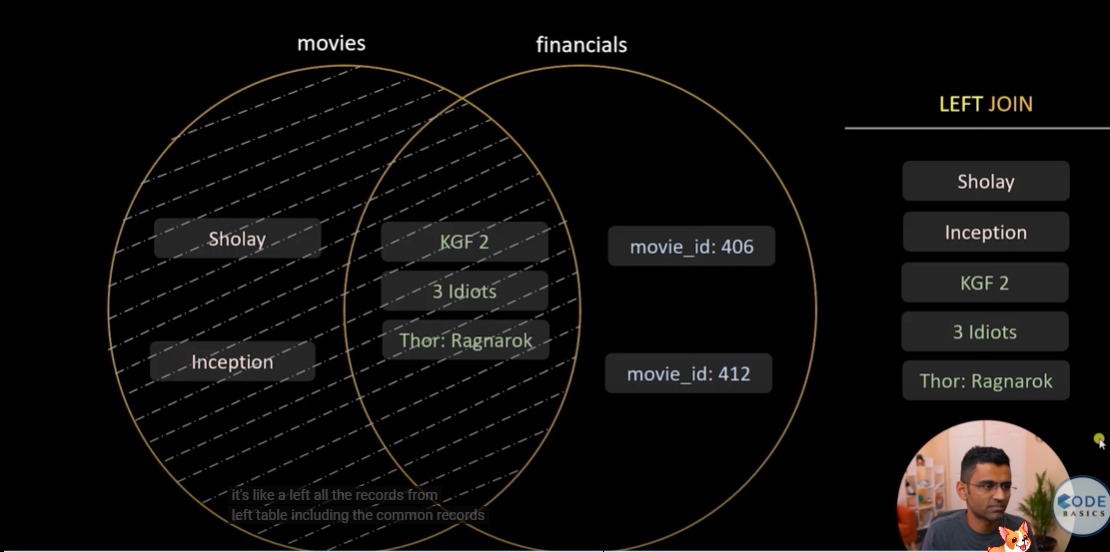 movies
financials
LEFT JOIN
Sholay
KGF 2
movie_id: 406
3 Idiots
Thor: Ragnarok
Inception
movie_id: 412
Sholay
Inception
KGF 2
3 Idiots
Thor: Ragnarok
it's like a left all the records from
left table including the common records
CODE
BASICS